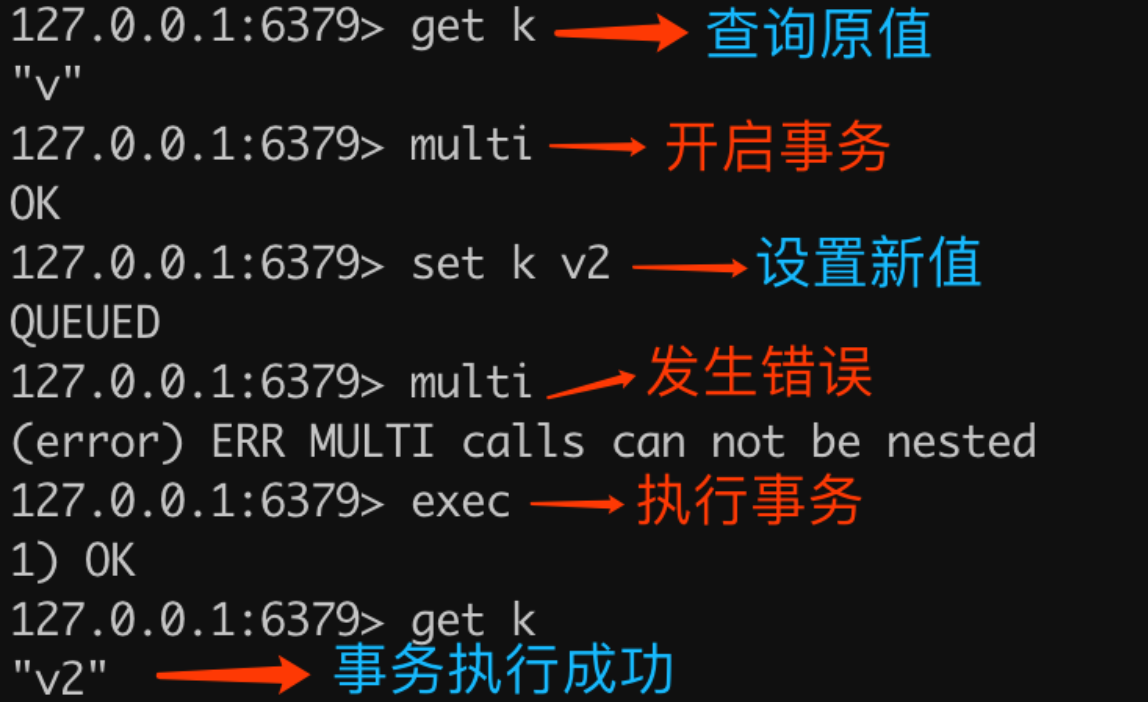 127.0.0.1:6379> get k 查询原值
"v"
127.0.0.1:6379> multi 开启事务
OK
127.0.0.1:6379> set k v2 设置新值
QUEUED
127.0.0.1:6379> multi 发生错误
(error) ERR MULTI calls can not be nested
127.0.0.1:6379> exec 执行事务
1) OK
127.0.0.1:6379> get k
"v2" 事务执行成功